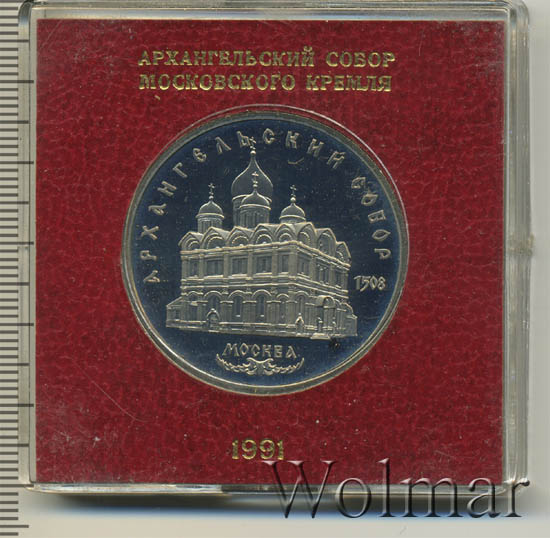 АРХАНГЕЛЬСКИЙ СОБОР
МОСКОВСКОГО КРЕМЛЯ
АРХАНГЕЛЬСКИЙ СОБОР
1508
МОСКВА
1991
Wolmar